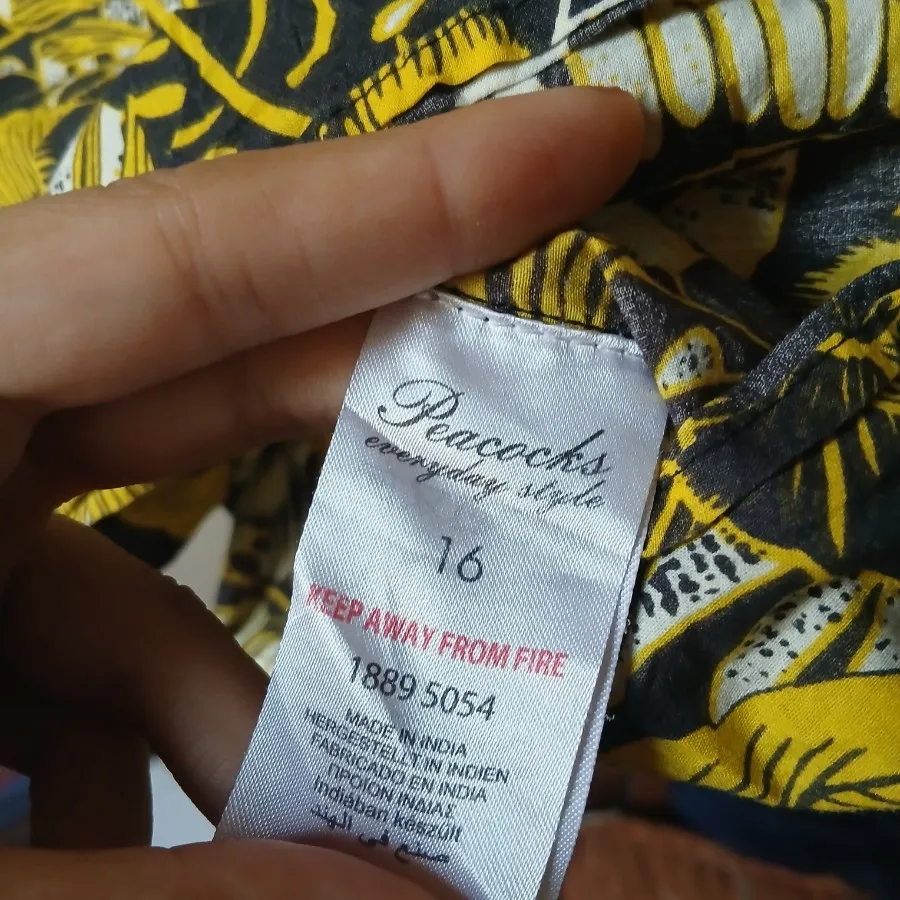 Peacocks
everyday style
16
KEEP AWAY FROM FIRE
1889 5054
MADE IN INDIA
HERGESTELLT IN INDIEN
FABRICADO EN INDIA
ΠΡΟΙΟΝ ΙΝΔΙΑΣ
Indiában készült
صنع في الهند